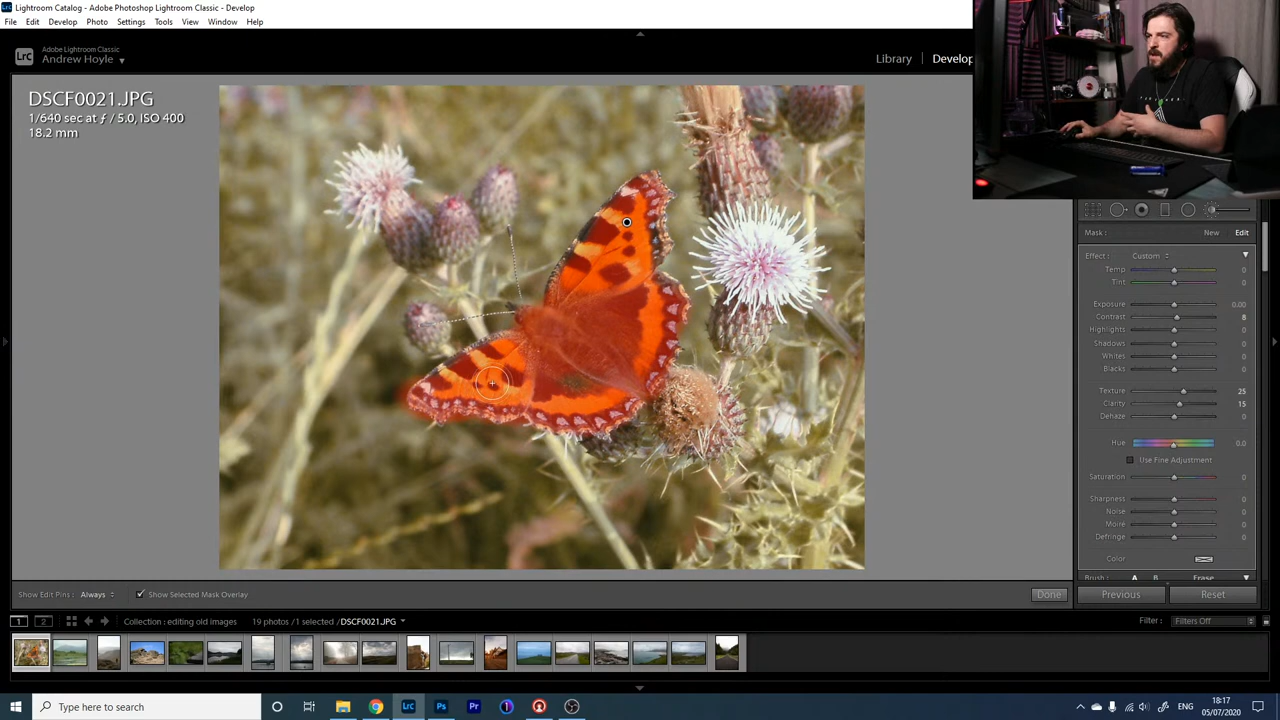 Lightroom Catalog - Adobe Photoshop Lightroom Classic - Develop
File Edit Develop Photo Settings Tools View Window Help
Lrc
Adobe Lightroom Classic
Andrew Hoyle
Library | Develop
DSCF0021.JPG
1/640 sec at ƒ / 5.0, ISO 400
18.2 mm
Mask : New Edit
Effect : Custom
Temp 0
Tint 0
Exposure 0.00
Contrast 8
Highlights 0
Shadows 0
Whites 0
Blacks 0
Texture 25
Clarity 15
Dehaze 0
Hue 0.0
Use Fine Adjustment
Saturation 0
Sharpness 0
Noise 0
Moiré 0
Defringe 0
Color
Brush : A B Erase
Show Edit Pins : Always Show Selected Mask Overlay Done Previous Reset
1 2 Collection : editing old images 19 photos / 1 selected / DSCF0021.JPG Filter : Filters Off
Type here to search
Lrc Ps Pr
ENG
18:17
05/07/2020